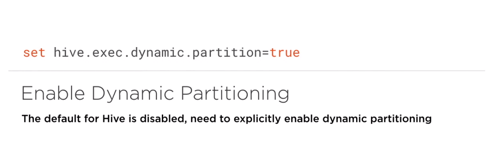 set hive.exec.dynamic.partition=true
Enable Dynamic Partitioning
The default for Hive is disabled, need to explicitly enable dynamic partitioning